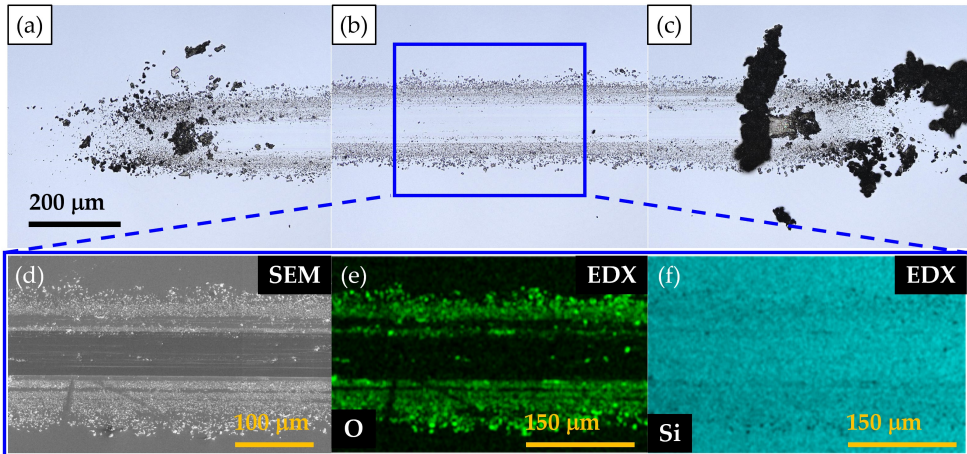 (a)
(b)
(c)
200 μm
(d)
SEM
(e)
EDX
(f)
EDX
100 μm
O
150 μm
Si
150 μm